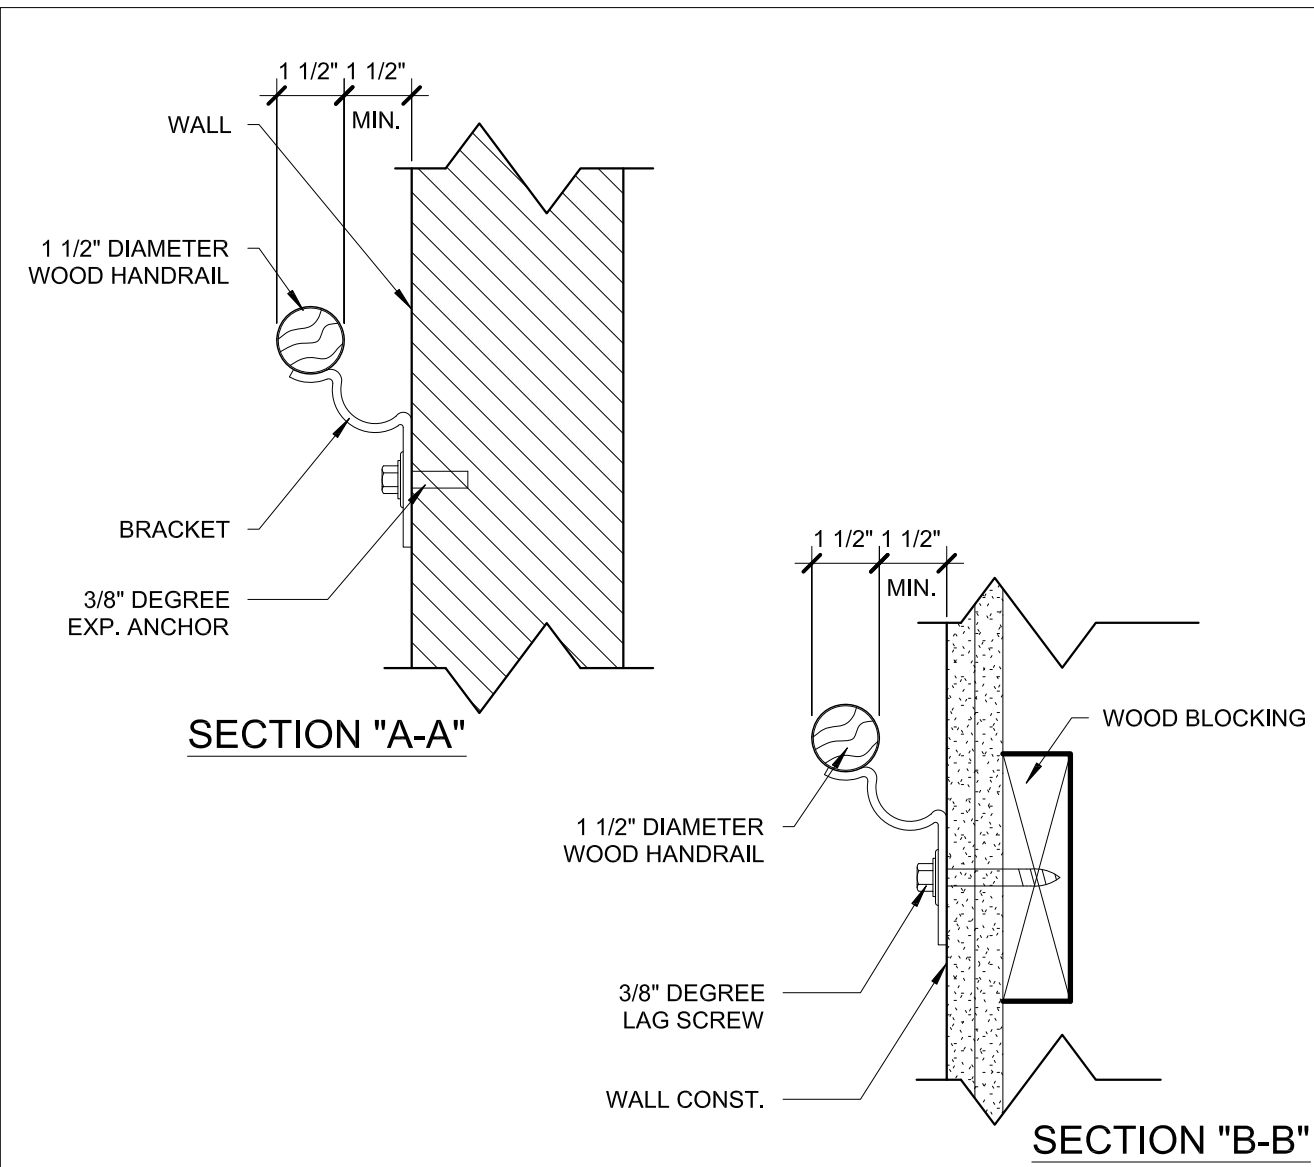 1 1/2" 1 1/2"
MIN.
WALL
1 1/2" DIAMETER
WOOD HANDRAIL
BRACKET
3/8" DEGREE
EXP. ANCHOR
SECTION "A-A"
1 1/2" 1 1/2"
MIN.
WOOD BLOCKING
1 1/2" DIAMETER
WOOD HANDRAIL
3/8" DEGREE
LAG SCREW
WALL CONST.
SECTION "B-B"